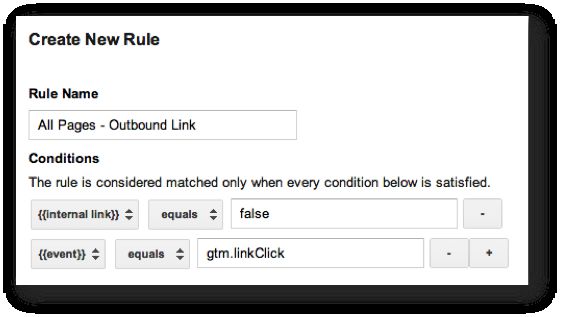 Create New Rule
Rule Name
All Pages - Outbound Link
Conditions
The rule is considered matched only when every condition below is satisfied.
{{internal link}} equals false -
{{event}} equals gtm.linkClick - +